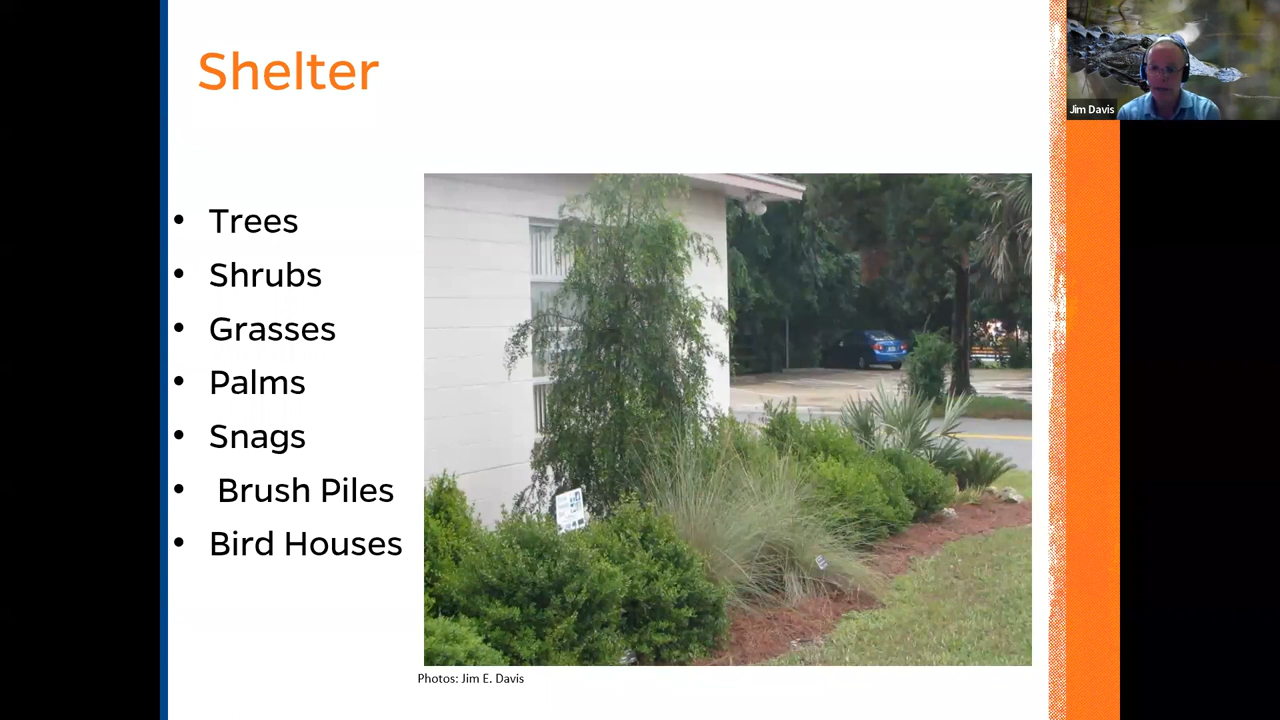 Shelter
Jim Davis
• Trees
• Shrubs
• Grasses
• Palms
• Snags
• Brush Piles
• Bird Houses
Photos: Jim E. Davis